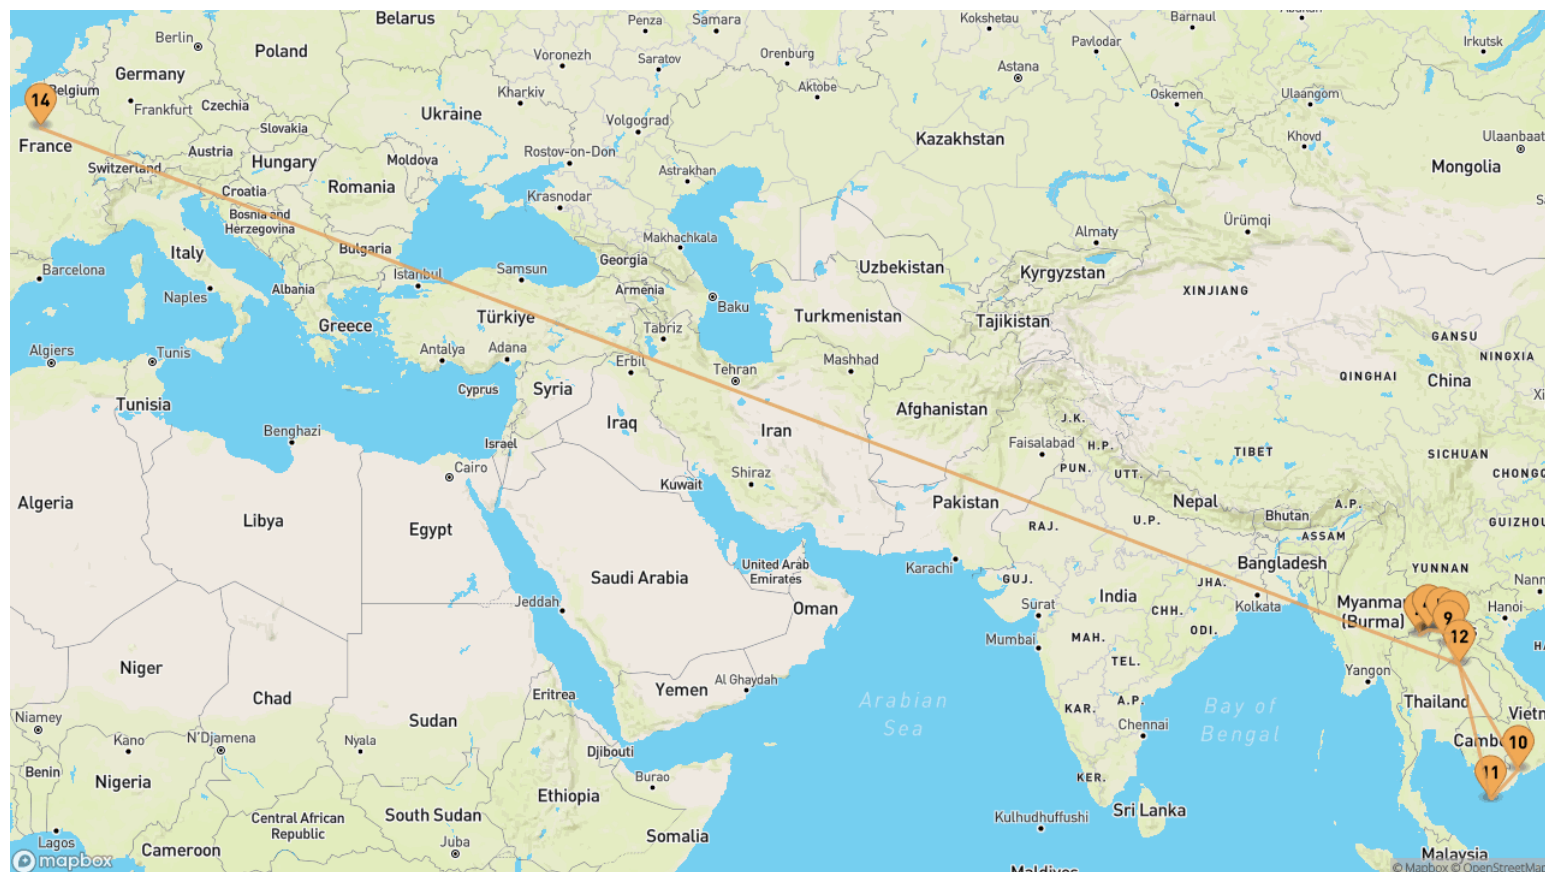 Belarus
Penza
Samara
Kokshetau
Barnaul
Berlin
Poland
Voronezh
Saratov
Orenburg
Pavlodar
Irkutsk
Germany
Astana
14
Belgium
Frankfurt
Czechia
Kharkiv
Aktobe
Oskemen
Ulaangom
Ukraine
Volgograd
Slovakia
Kazakhstan
Khovd
Ulaanbaat
France
Austria
Hungary
Moldova
Rostov-on-Don
Mongolia
Switzerland
Astrakhan
Croatia
Romania
Krasnodar
Bosnia and
Herzegovina
Ürümqi
Almaty
Makhachkala
Italy
Bulgaria
Georgia
Uzbekistan
Kyrgyzstan
Barcelona
Istanbul
Samsun
Naples
Albania
Armenia
XINJIANG
Baku
Greece
Türkiye
Turkmenistan
Tajikistan
Tabriz
GANSU
Algiers
Tunis
Antalya
Adana
Erbil
Tehran
Mashhad
NINGXIA
Cyprus
Syria
QINGHAI
China
Xi
Tunisia
Afghanistan
J.K.
Benghazi
Iraq
Iran
Israel
Faisalabad
H.P.
TIBET
SICHUAN
Cairo
Shiraz
PUN.
UTT.
CHONGQ
Kuwait
Algeria
Pakistan
Nepal
A.P.
Libya
Egypt
RAJ.
U.P.
Bhutan
GUIZHOU
ASSAM
Karachi
United Arab
Emirates
Bangladesh
YUNNAN
Saudi Arabia
GUJ.
JHA.
Nann
Jeddah
Oman
Surat
India
CHH.
Kolkata
Myanmar
(Burma)
Hanoi
9
Mumbai
MAH.
ODI.
12
Niger
TEL.
Yangon
Chad
Eritrea
Yemen
Al Ghaydah
Arabian
Sea
KAR.
A.P.
Bay of
Bengal
Thailand
Vietn
Niamey
Sudan
Kano
N'Djamena
Nyala
Chennai
Camb
10
Djibouti
Benin
Nigeria
Burao
KER.
11
Ethiopia
Central African
Republic
South Sudan
Kulhudhuffushi
Sri Lanka
Lagos
Cameroon
Juba
Somalia
Malaysia
mapbox
Maldives
© Mapbox © OpenStreetMap